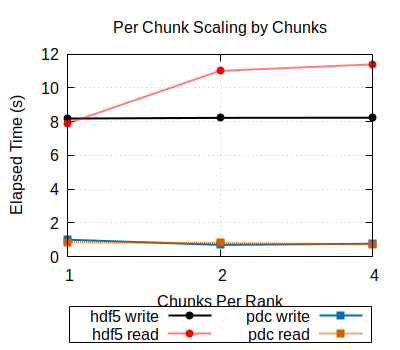 Per Chunk Scaling by Chunks
Elapsed Time (s)
12
10
8
6
4
2
0
1 2 4
Chunks Per Rank
hdf5 write pdc write
hdf5 read pdc read